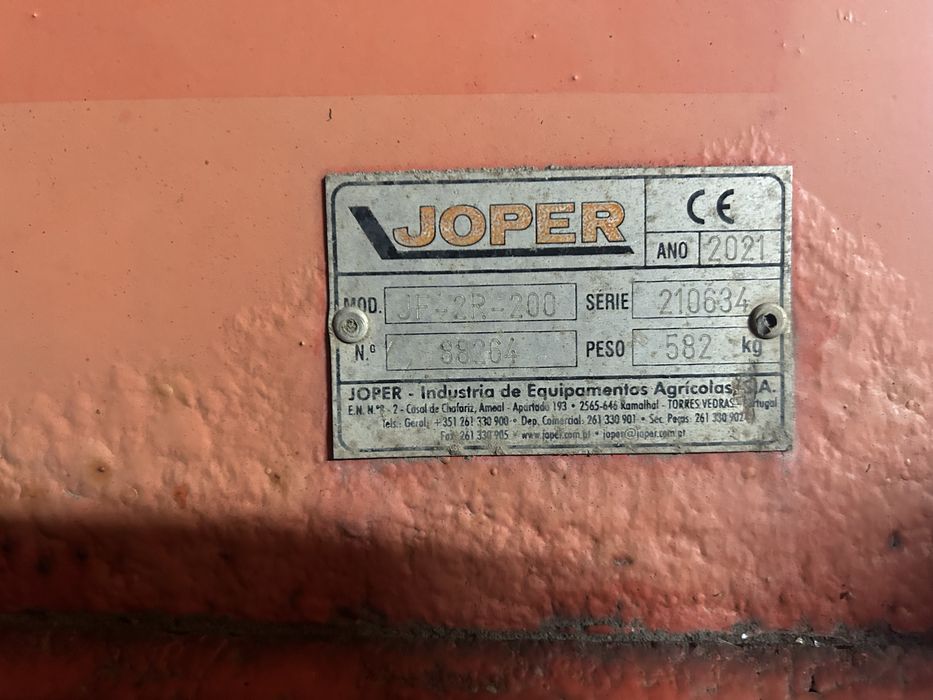 JOPER CE
ANO 2021
MOD. JF-2R-200 SERIE 210634
N.º 88264 PESO 582 kg
JOPER - Industria de Equipamentos Agrícolas, S.A.
E.N. N.º 8 - 2 - Casal de Chafariz, Ameal - Apartado 193 • 2565-646 Ramalhal - TORRES VEDRAS - Portugal
Tels.: Geral: +351 261 330 900 • Dep. Comercial: 261 330 901 • Sec. Peças: 261 330 902
Fax 261 330 905 • www.joper.com.pt • joper@joper.com.pt